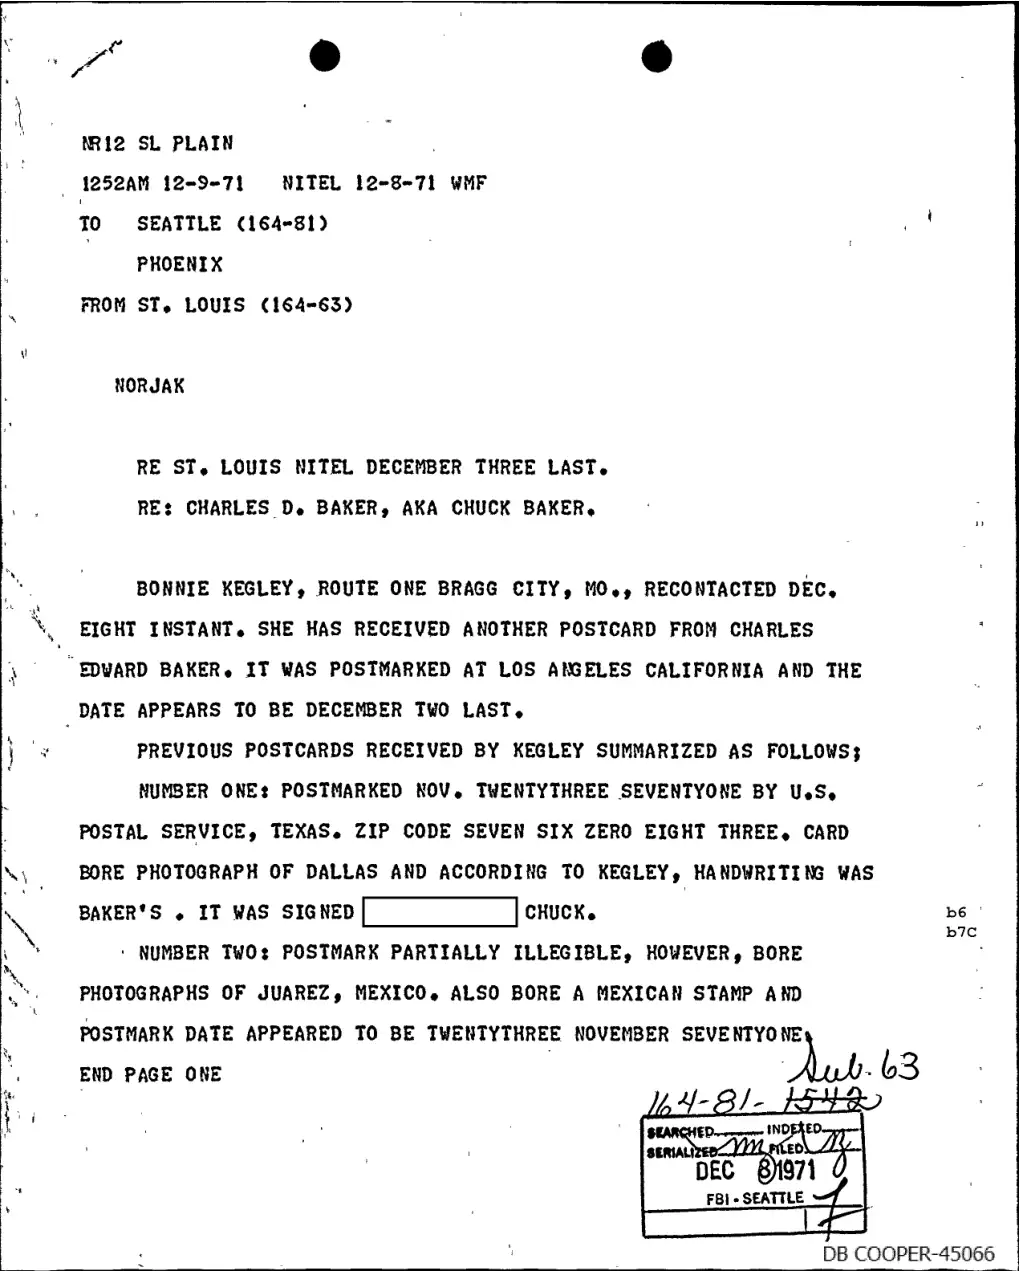 NR12 SL PLAIN
1252AM 12-9-71 NITEL 12-8-71 WMF
TO SEATTLE (164-81)
PHOENIX
FROM ST. LOUIS (164-63)
NORJAK
RE ST. LOUIS NITEL DECEMBER THREE LAST.
RE: CHARLES D. BAKER, AKA CHUCK BAKER.
BONNIE KEGLEY, ROUTE ONE BRAGG CITY, MO., RECONTACTED DEC.
EIGHT INSTANT. SHE HAS RECEIVED ANOTHER POSTCARD FROM CHARLES
EDWARD BAKER. IT WAS POSTMARKED AT LOS ANGELES CALIFORNIA AND THE
DATE APPEARS TO BE DECEMBER TWO LAST.
PREVIOUS POSTCARDS RECEIVED BY KEGLEY SUMMARIZED AS FOLLOWS;
NUMBER ONE: POSTMARKED NOV. TWENTYTHREE SEVENTYONE BY U.S.
POSTAL SERVICE, TEXAS. ZIP CODE SEVEN SIX ZERO EIGHT THREE. CARD
BORE PHOTOGRAPH OF DALLAS AND ACCORDING TO KEGLEY, HANDWRITING WAS
BAKER'S . IT WAS SIGNED CHUCK.
b6
b7C
NUMBER TWO: POSTMARK PARTIALLY ILLEGIBLE, HOWEVER, BORE
PHOTOGRAPHS OF JUAREZ, MEXICO. ALSO BORE A MEXICAN STAMP AND
POSTMARK DATE APPEARED TO BE TWENTYTHREE NOVEMBER SEVENTYONE.
END PAGE ONE
Sub. 63
164-81-1542
SEARCHED INDEXED
SERIALIZED FILED
DEC 8 1971
FBI - SEATTLE
DB COOPER-45066